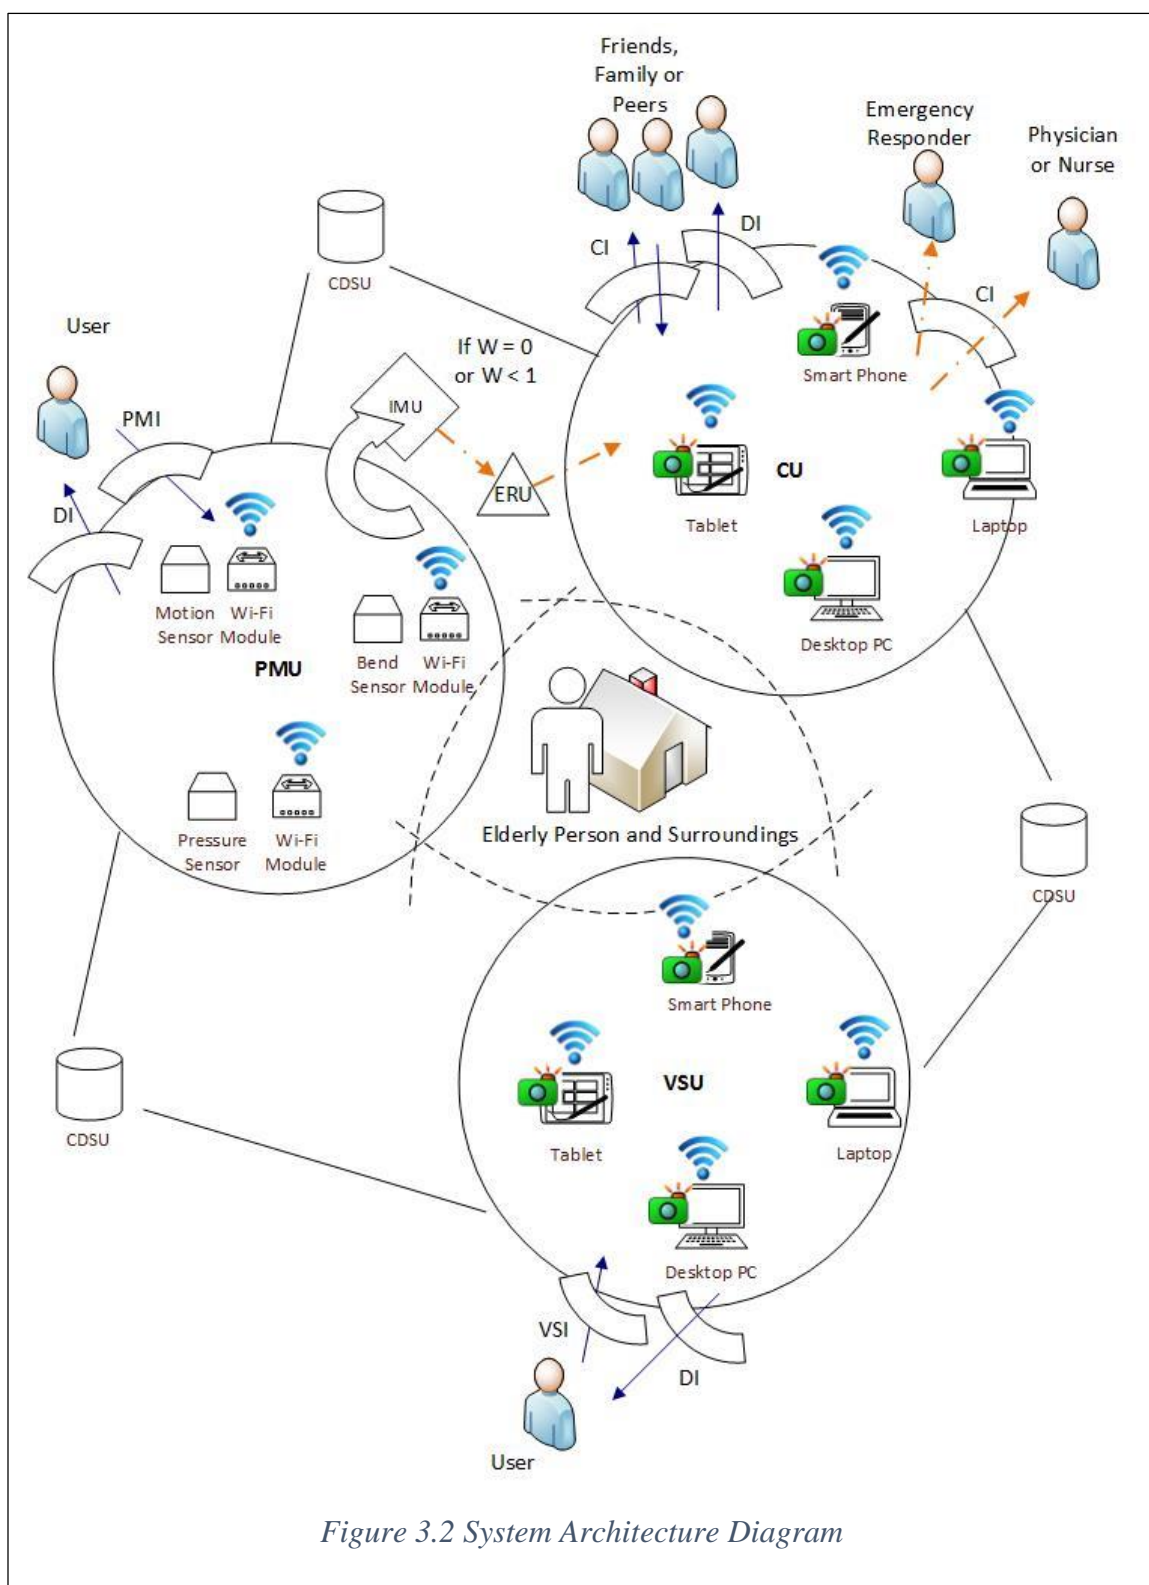 Friends,
Family or
Peers
Emergency
Responder
Physician
or Nurse
DI
CI
CDSU
CI
User
If W = 0
or W < 1
Smart Phone
IMU
PMI
CU
ERU
DI
Tablet
Laptop
Motion
Sensor
Wi-Fi
Module
Desktop PC
Bend
Sensor
Wi-Fi
Module
PMU
Pressure
Sensor
Wi-Fi
Module
Elderly Person and Surroundings
CDSU
Smart Phone
VSU
CDSU
Tablet
Laptop
Desktop PC
VSI
DI
User
Figure 3.2 System Architecture Diagram